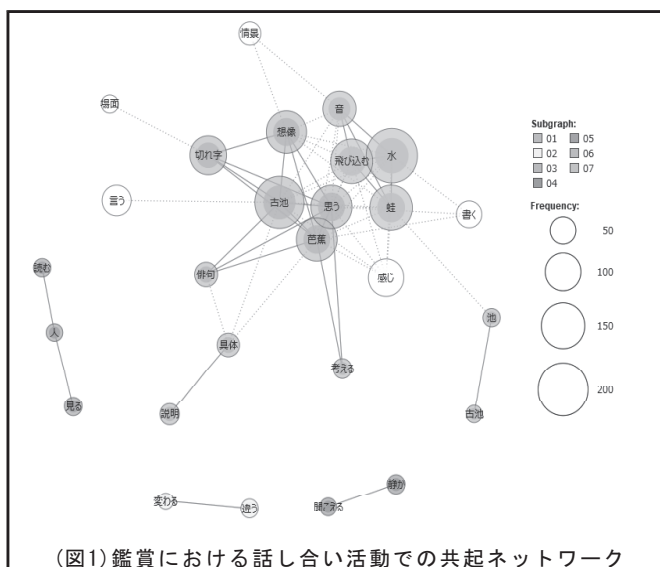 情景
場面
音
想像
切れ字
飛び込む
水
言う
古池
思う
蛙
書く
芭蕉
感じ
俳句
読む
人
見る
具体
池
考える
説明
古池
変わる
違う
静か
聞こえる
Subgraph:
01 05
02 06
03 07
04
Frequency:
50
100
150
200
(図1)鑑賞における話し合い活動での共起ネットワーク